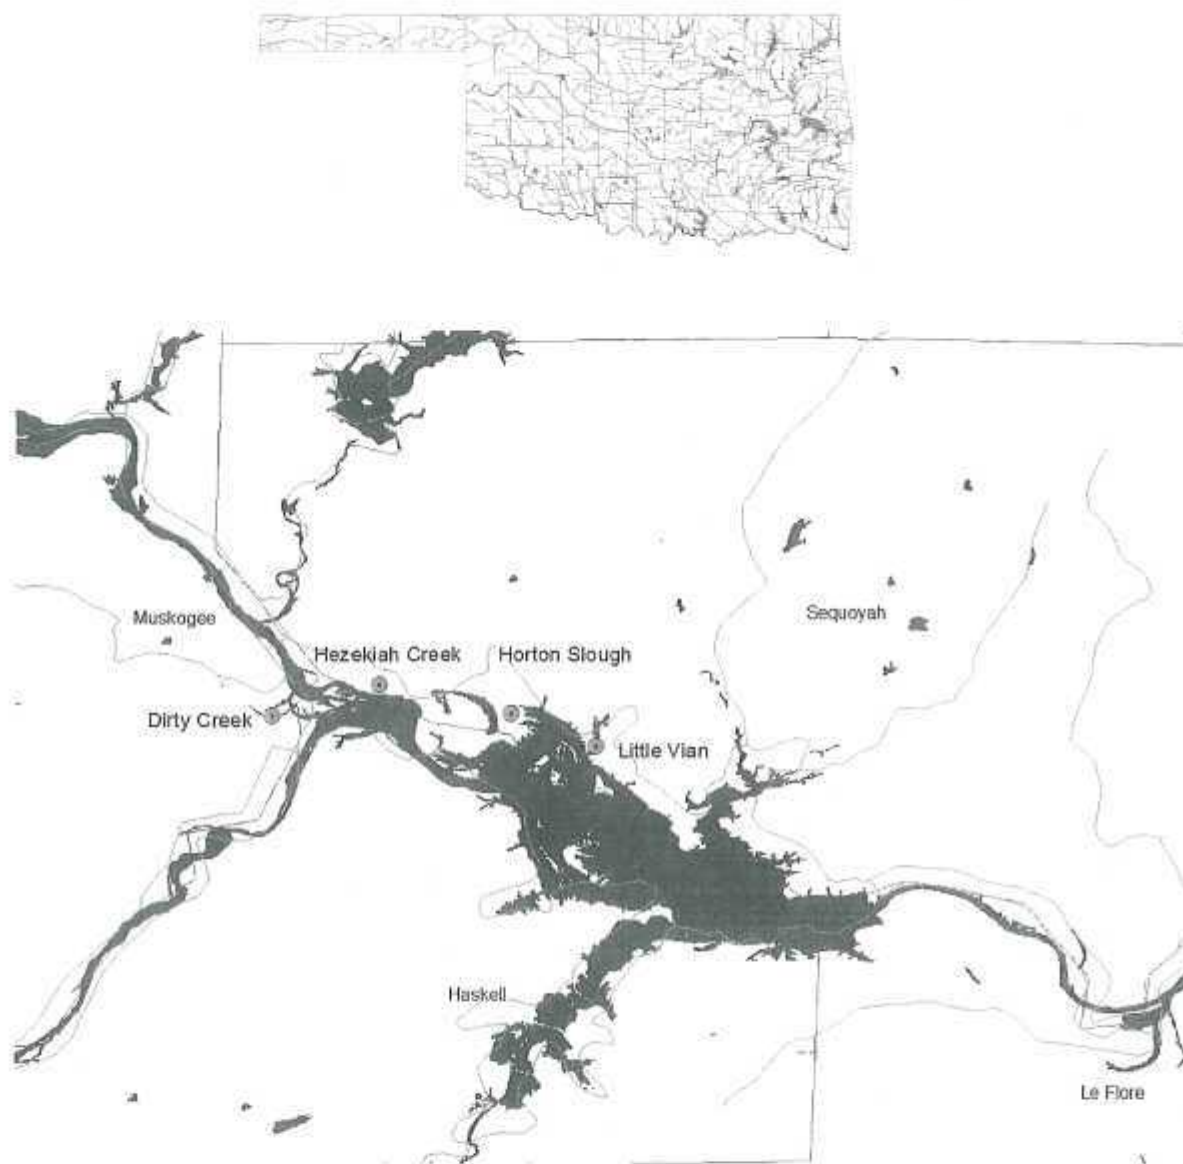 Muskogee
Sequoyah
Hezekiah Creek
Horton Slough
Dirty Creek
Little Vian
Haskell
Le Flore